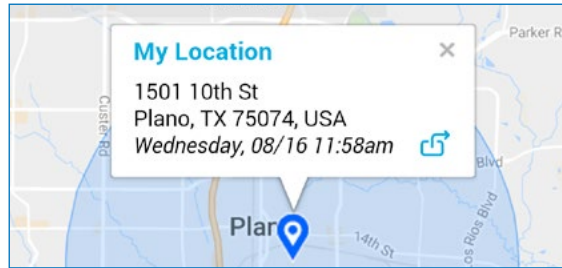 My Location
1501 10th St
Plano, TX 75074, USA
Wednesday, 08/16 11:58am
Parker R
Custer Rd
Blvd
Plan
14th St
Los Rios Blvd